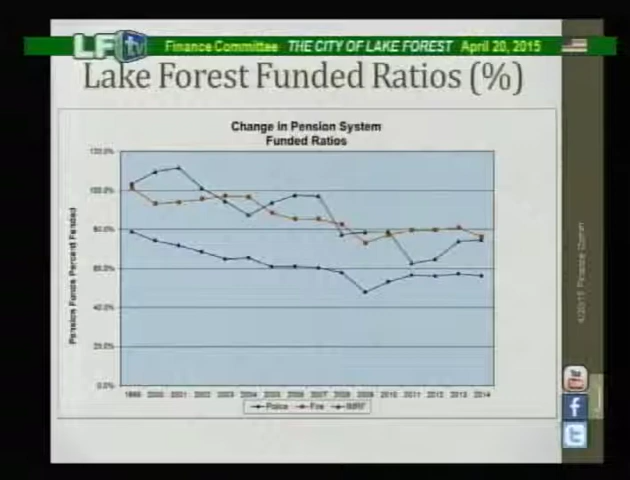 LF tv Finance Committee THE CITY OF LAKE FOREST April 20, 2015
Lake Forest Funded Ratios (%)
Change in Pension System
Funded Ratios
Pension Funds Percent Funded
120.0%
100.0%
80.0%
60.0%
40.0%
20.0%
0.0%
1999 2000 2001 2002 2003 2004 2005 2006 2007 2008 2009 2010 2011 2012 2013 2014
Police Fire IMRF
You
f
t